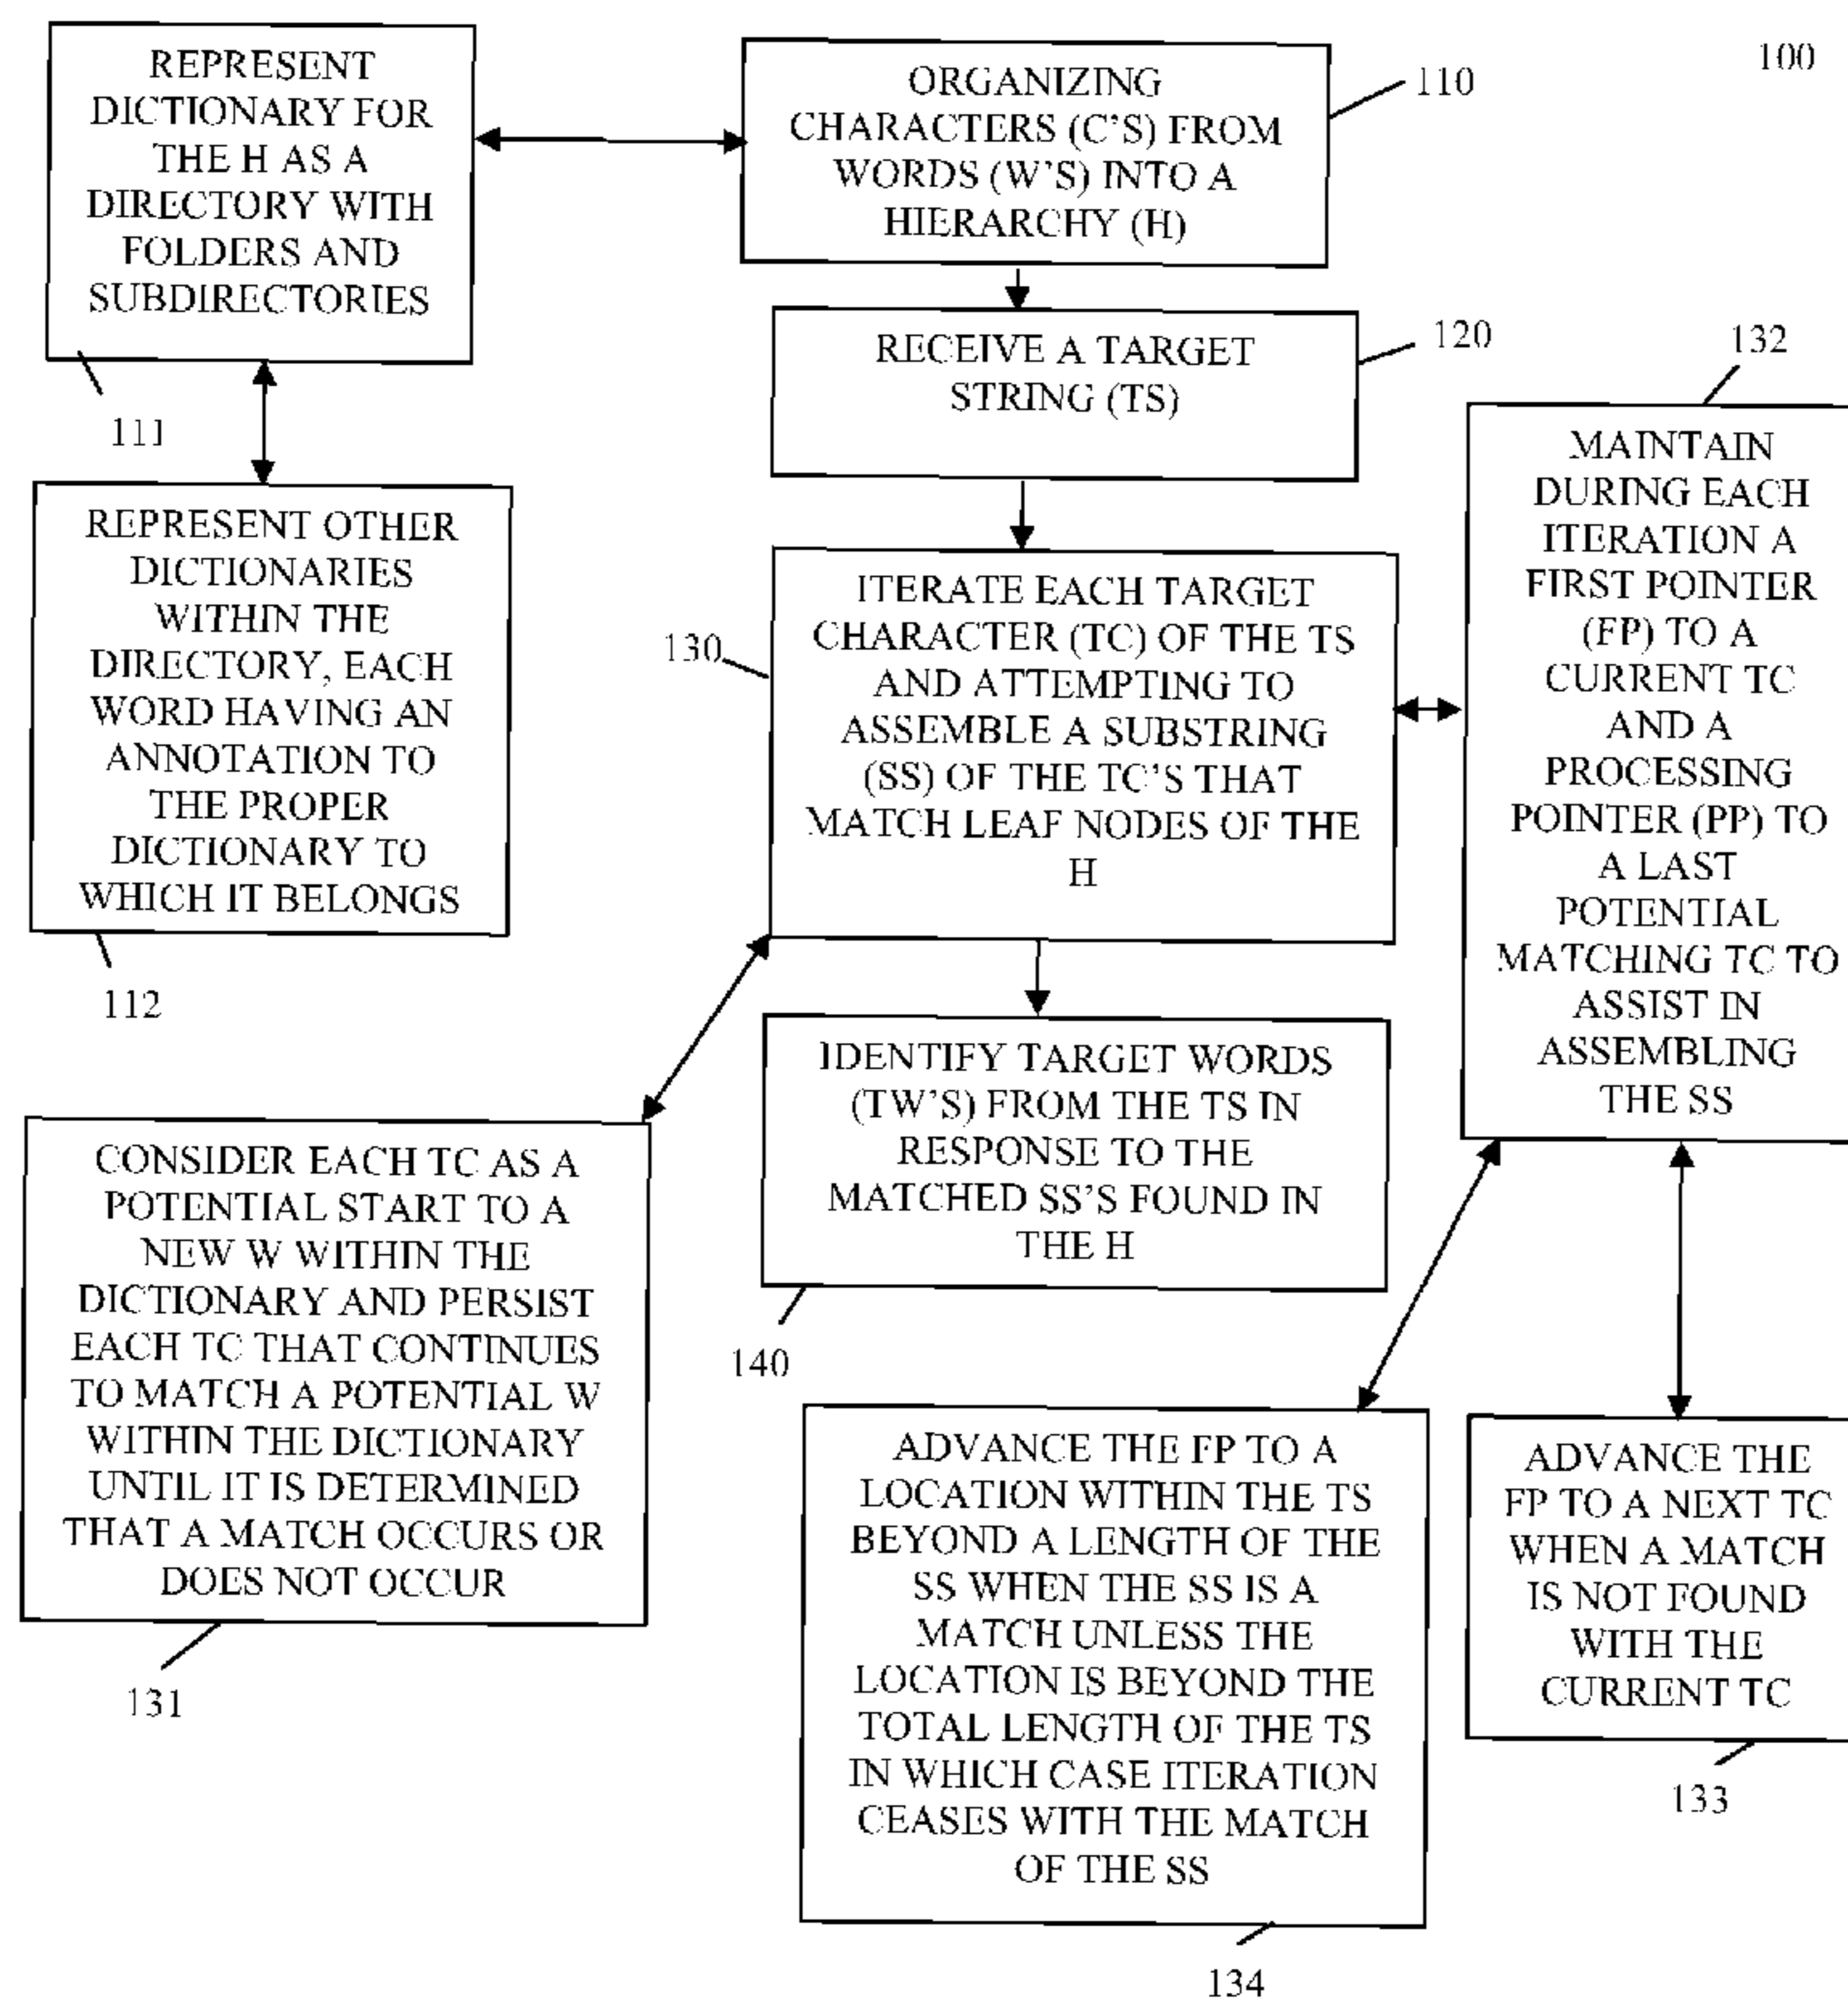 100
REPRESENT
DICTIONARY FOR
THE H AS A
DIRECTORY WITH
FOLDERS AND
SUBDIRECTORIES
111
ORGANIZING
CHARACTERS (C'S) FROM
WORDS (W'S) INTO A
HIERARCHY (H)
110
RECEIVE A TARGET
STRING (TS)
120
REPRESENT OTHER
DICTIONARIES
WITHIN THE
DIRECTORY, EACH
WORD HAVING AN
ANNOTATION TO
THE PROPER
DICTIONARY TO
WHICH IT BELONGS
112
130
ITERATE EACH TARGET
CHARACTER (TC) OF THE TS
AND ATTEMPTING TO
ASSEMBLE A SUBSTRING
(SS) OF THE TC'S THAT
MATCH LEAF NODES OF THE
H
132
MAINTAIN
DURING EACH
ITERATION A
FIRST POINTER
(FP) TO A
CURRENT TC
AND A
PROCESSING
POINTER (PP) TO
A LAST
POTENTIAL
MATCHING TC TO
ASSIST IN
ASSEMBLING
THE SS
IDENTIFY TARGET WORDS
(TW'S) FROM THE TS IN
RESPONSE TO THE
MATCHED SS'S FOUND IN
THE H
140
CONSIDER EACH TC AS A
POTENTIAL START TO A
NEW W WITHIN THE
DICTIONARY AND PERSIST
EACH TC THAT CONTINUES
TO MATCH A POTENTIAL W
WITHIN THE DICTIONARY
UNTIL IT IS DETERMINED
THAT A MATCH OCCURS OR
DOES NOT OCCUR
131
ADVANCE THE FP TO A
LOCATION WITHIN THE TS
BEYOND A LENGTH OF THE
SS WHEN THE SS IS A
MATCH UNLESS THE
LOCATION IS BEYOND THE
TOTAL LENGTH OF THE TS
IN WHICH CASE ITERATION
CEASES WITH THE MATCH
OF THE SS
134
ADVANCE THE
FP TO A NEXT TC
WHEN A MATCH
IS NOT FOUND
WITH THE
CURRENT TC
133